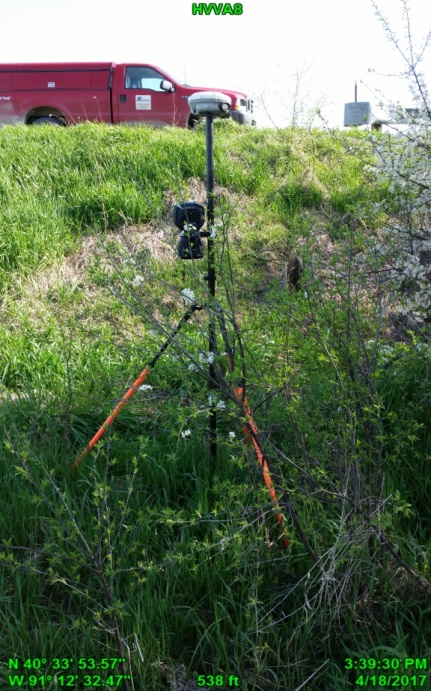 HVVA8
N 40° 33' 53.57"
W 91° 12' 32.47"
538 ft
3:39:30 PM
4/18/2017